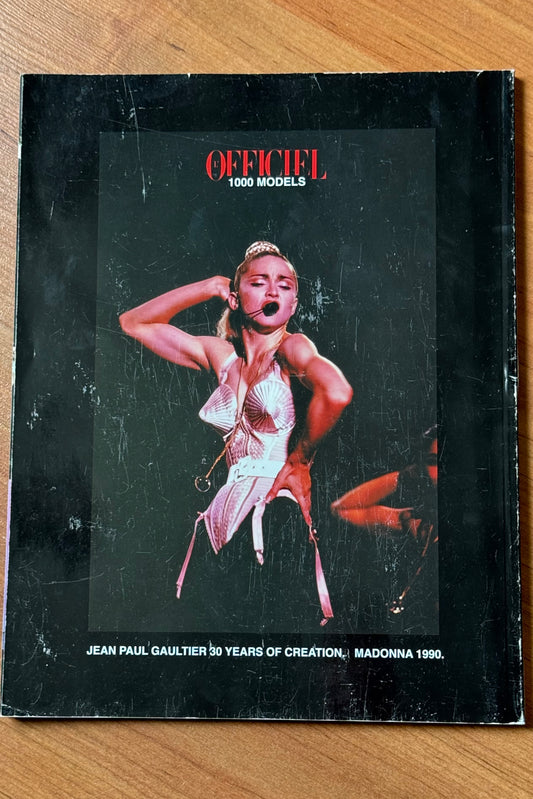 L'OFFICIEL
1000 MODELS
JEAN PAUL GAULTIER 30 YEARS OF CREATION. MADONNA 1990.